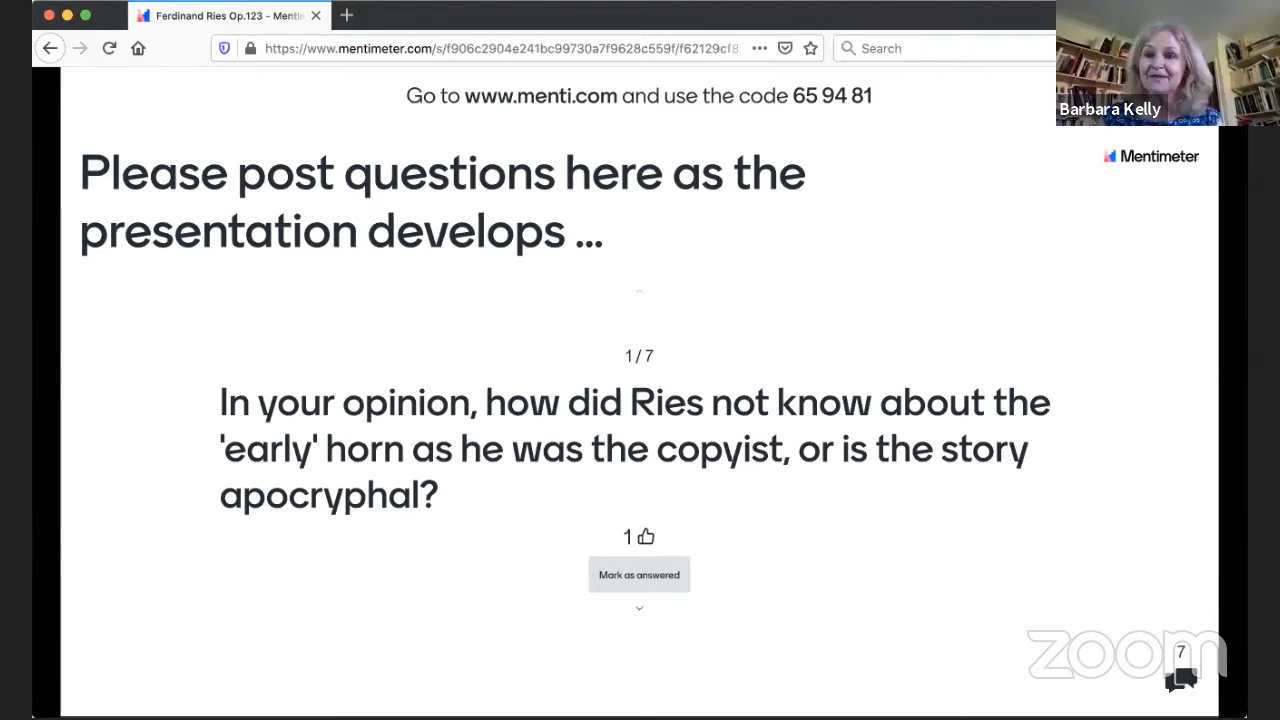 Ferdinand Ries Op.123 - Menti
https://www.mentimeter.com/s/f906c2904e241bc99730a7f9628c559f/f62129cf8
Search
Barbara Kelly
Go to www.menti.com and use the code 65 94 81
Mentimeter
Please post questions here as the
presentation develops ...
1 / 7
In your opinion, how did Ries not know about the
'early' horn as he was the copyist, or is the story
apocryphal?
1
Mark as answered
zoom
7